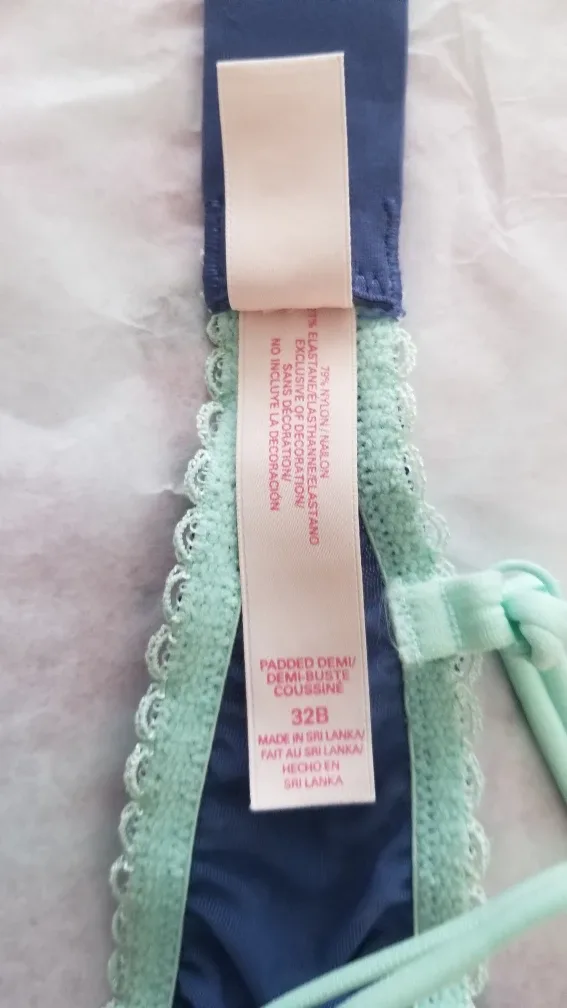 79% NYLON / NAILON
21% ELASTANE/ELASTHANNE/ELASTANO
EXCLUSIVE OF DECORATION/
SANS DÉCORATION/
NO INCLUYE LA DECORACIÓN
PADDED DEMI/
DEMI-BUSTE
COUSSINÉ
32B
MADE IN SRI LANKA/
FAIT AU SRI LANKA/
HECHO EN
SRI LANKA